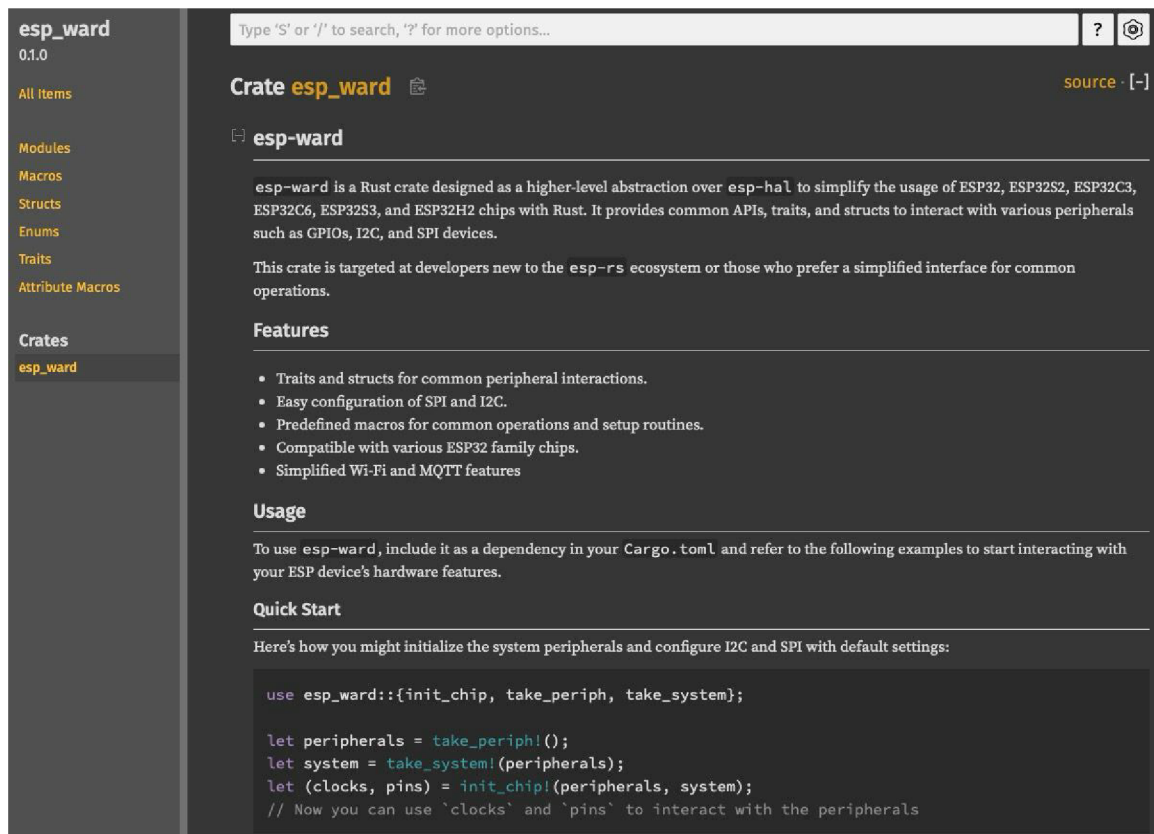 esp_ward
0.1.0
All Items
Modules
Macros
Structs
Enums
Traits
Attribute Macros
Crates
esp_ward
Type ‘S’ or ‘/’ to search, ‘?’ for more options...
?
Crate esp_ward
source · [-]
[-] esp-ward
esp-ward is a Rust crate designed as a higher-level abstraction over esp-hal to simplify the usage of ESP32, ESP32S2, ESP32C3,
ESP32C6, ESP32S3, and ESP32H2 chips with Rust. It provides common APIs, traits, and structs to interact with various peripherals
such as GPIOs, I2C, and SPI devices.
This crate is targeted at developers new to the esp-rs ecosystem or those who prefer a simplified interface for common
operations.
Features
• Traits and structs for common peripheral interactions.
• Easy configuration of SPI and I2C.
• Predefined macros for common operations and setup routines.
• Compatible with various ESP32 family chips.
• Simplified Wi-Fi and MQTT features
Usage
To use esp-ward, include it as a dependency in your Cargo.toml and refer to the following examples to start interacting with
your ESP device’s hardware features.
Quick Start
Here’s how you might initialize the system peripherals and configure I2C and SPI with default settings:
use esp_ward::{init_chip, take_periph, take_system};
let peripherals = take_periph!();
let system = take_system!(peripherals);
let (clocks, pins) = init_chip!(peripherals, system);
// Now you can use `clocks` and `pins` to interact with the peripherals